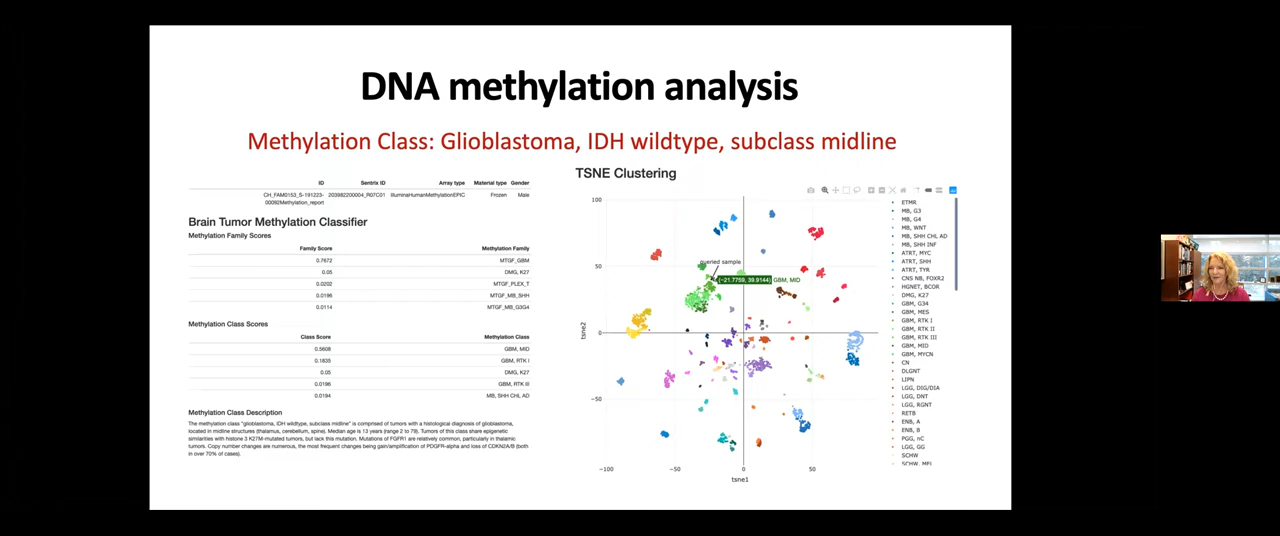 DNA methylation analysis
Methylation Class: Glioblastoma, IDH wildtype, subclass midline
ID Sentrix ID Array type Material type Gender
CH_FAM0153_S-191223- 203982200004_R07C01 IlluminaHumanMethylationEPIC Frozen Male
00092Methylation_report
Brain Tumor Methylation Classifier
Methylation Family Scores
Family Score Methylation Family
0.7672 MTGF_GBM
0.05 DMG, K27
0.0202 MTGF_PLEX_T
0.0196 MTGF_MB_SHH
0.0114 MTGF_MB_G3G4
Methylation Class Scores
Class Score Methylation Class
0.5608 GBM, MID
0.1835 GBM, RTK I
0.05 DMG, K27
0.0196 GBM, RTK III
0.0194 MB, SHH CHL AD
Methylation Class Description
The methylation class "glioblastoma, IDH wildtype, subclass midline" is comprised of tumors with a histological diagnosis of glioblastoma,
located in midline structures (thalamus, cerebellum, spine). Median age is 13 years (range 2 to 79). Tumors of this class share epigenetic
similarities with histone 3 K27M-mutated tumors, but lack this mutation. Mutations of FGFR1 are relatively common, particularly in thalamic
tumors. Copy number changes are numerous, the most frequent changes being gain/amplification of PDGFR-alpha and loss of CDKN2A/B (both
in over 70% of cases).
TSNE Clustering
100
50
0
−50
−100
−50
0
50
tsne2
tsne1
queried sample
(−21.7759, 39.9144) GBM, MID
ETMR
MB, G3
MB, G4
MB, WNT
MB, SHH CHL AD
MB, SHH INF
ATRT, MYC
ATRT, SHH
ATRT, TYR
CNS NB, FOXR2
HGNET, BCOR
DMG, K27
GBM, G34
GBM, MES
GBM, RTK I
GBM, RTK II
GBM, RTK III
GBM, MID
GBM, MYCN
CN
DLGNT
LIPN
LGG, DIG/DIA
LGG, DNT
LGG, RGNT
RETB
ENB, A
ENB, B
PGG, nC
LGG, GG
SCHW
SCHW, MEL